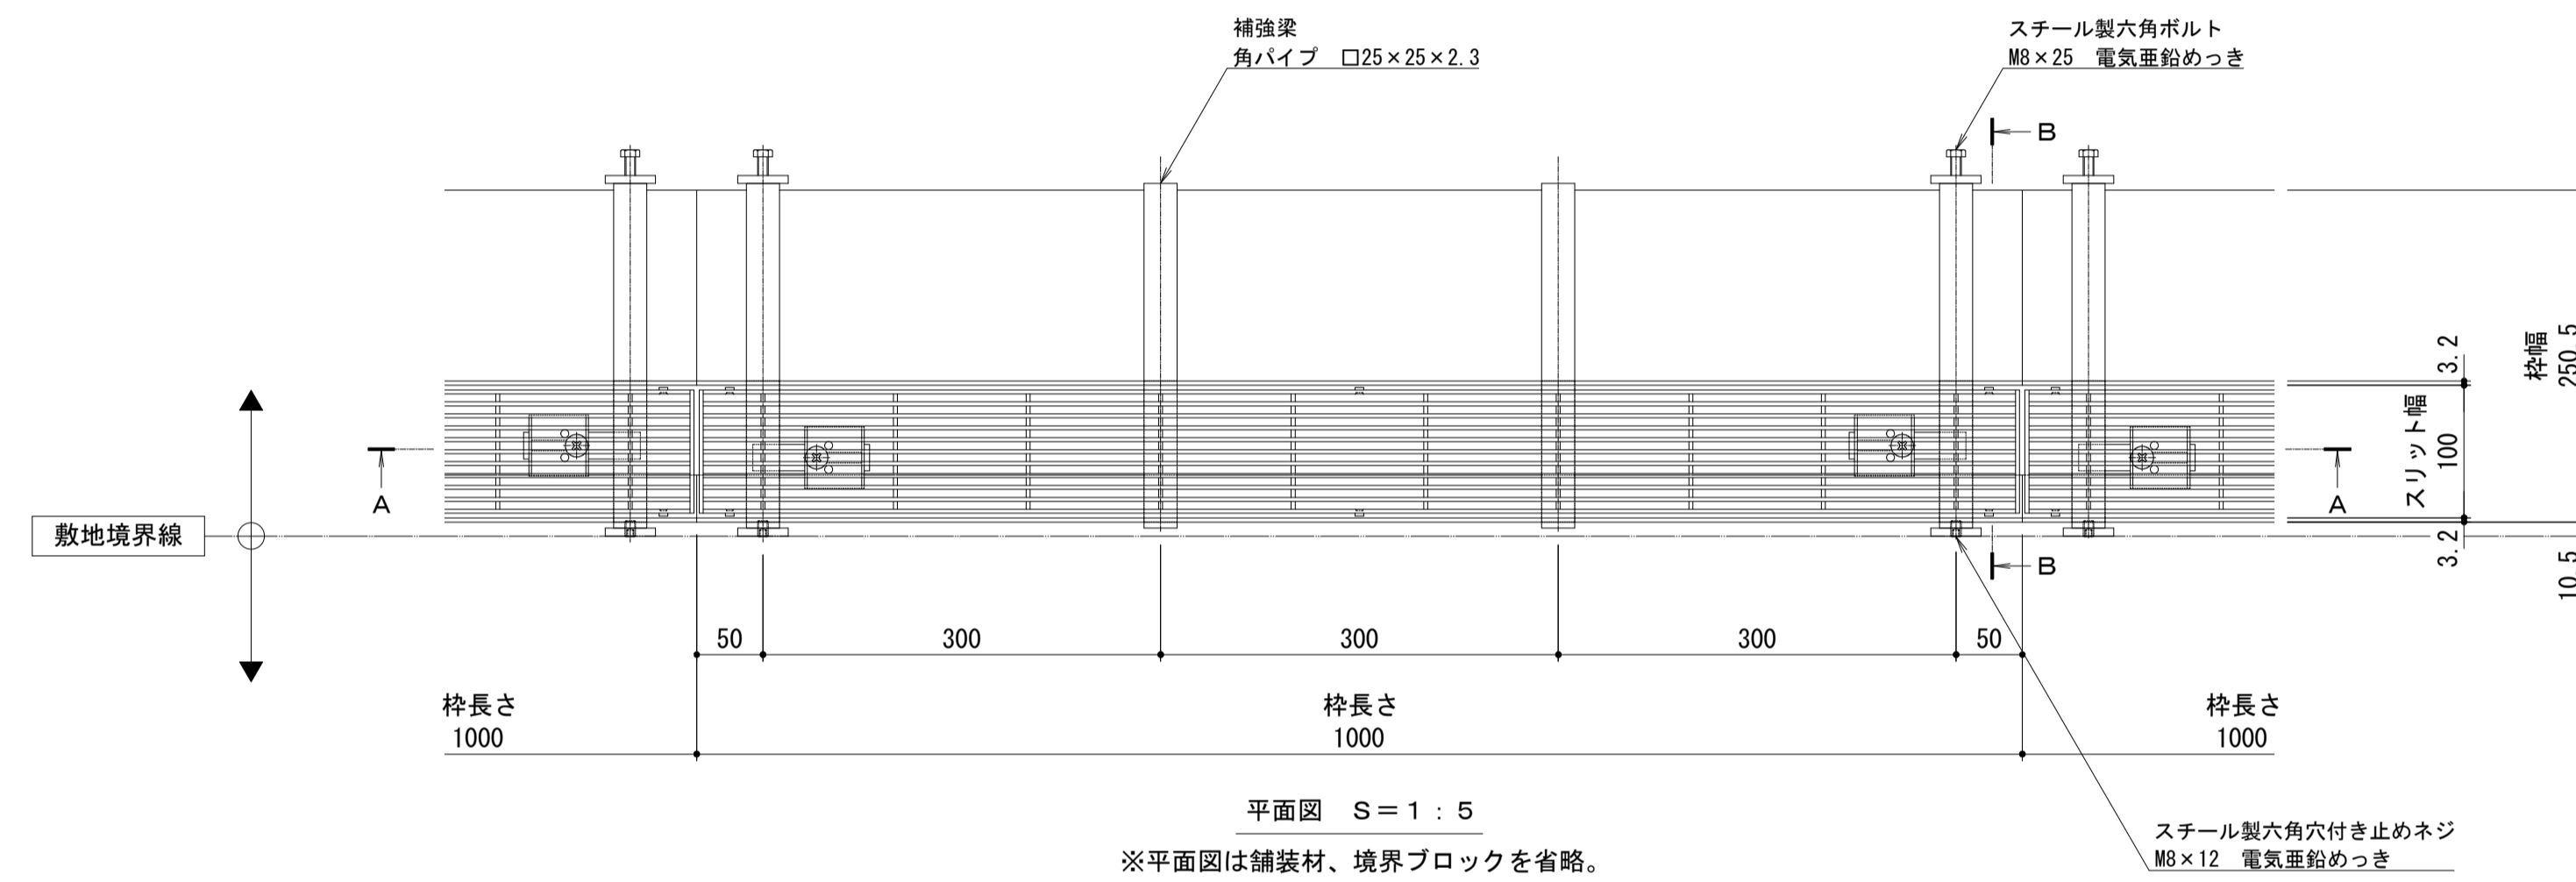 補強梁
角パイプ　□25×25×2.3
スチール製六角ボルト
M8×25　電気亜鉛めっき
B
B
A
A
敷地境界線
3.2
スリット幅
100
3.2
枠幅
250.5
10.5
50
300
300
300
50
枠長さ
1000
枠長さ
1000
枠長さ
1000
平面図　S＝1：5
※平面図は舗装材、境界ブロックを省略。
スチール製六角穴付き止めネジ
M8×12　電気亜鉛めっき